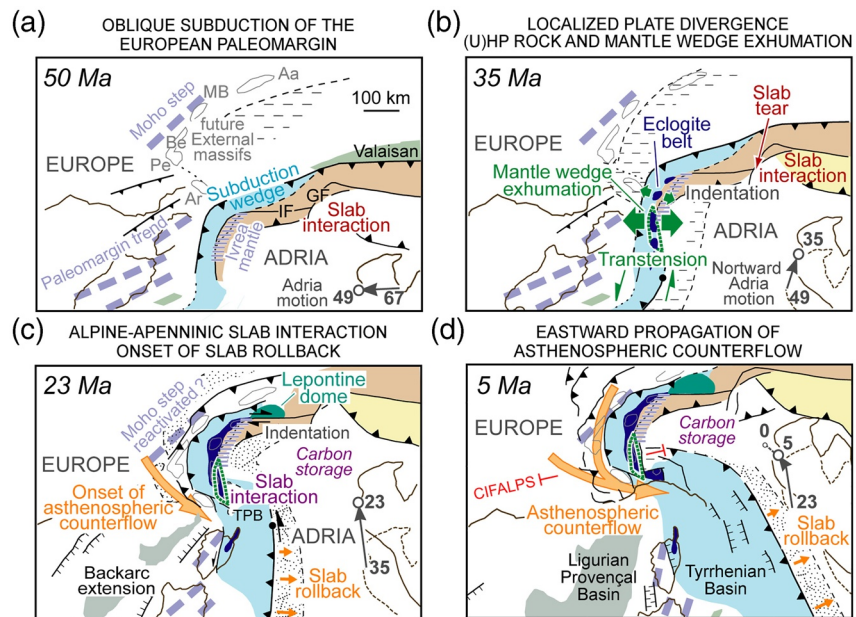 (a)
OBLIQUE SUBDUCTION OF THE
EUROPEAN PALEOMARGIN
50 Ma
Aa
MB
Moho step
100 km
future
External
massifs
Be
Pe
EUROPE
Ar
Valaisan
Subduction
wedge
GF
IF
Slab
interaction
Ivrea
mantle
ADRIA
Paleomargin trend
Adria
motion
49
67
(b)
LOCALIZED PLATE DIVERGENCE
(U)HP ROCK AND MANTLE WEDGE EXHUMATION
35 Ma
Slab
tear
EUROPE
Eclogite
belt
Mantle wedge
exhumation
Slab
interaction
Indentation
ADRIA
Transtension
35
Nortward
Adria
motion
49
(c)
ALPINE-APENNINIC SLAB INTERACTION
ONSET OF SLAB ROLLBACK
23 Ma
Moho step
reactivated ?
Lepontine
dome
Indentation
EUROPE
Carbon
storage
Onset of
asthenospheric
counterflow
Slab
interaction
TPB
23
ADRIA
35
Backarc
extension
Slab
rollback
(d)
EASTWARD PROPAGATION OF
ASTHENOSPHERIC COUNTERFLOW
5 Ma
EUROPE
Carbon
storage
0
5
CIFALPS
23
Asthenospheric
counterflow
Slab
rollback
Ligurian
Provençal
Basin
Tyrrhenian
Basin